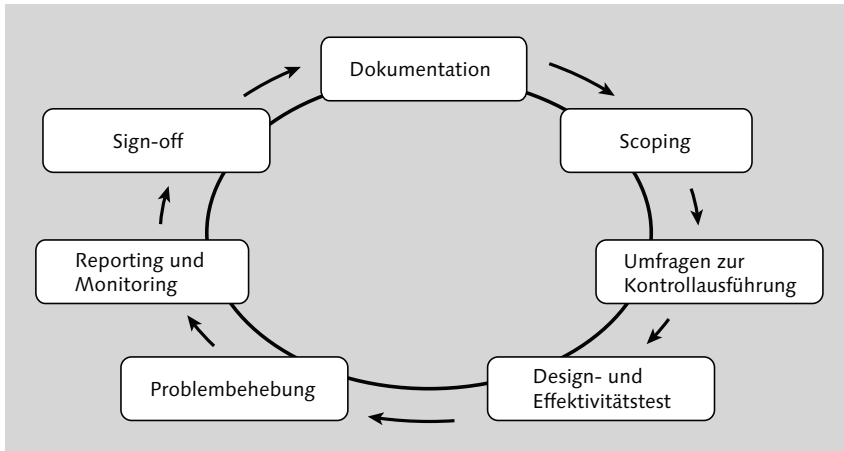 Dokumentation
Scoping
Umfragen zur
Kontrollausführung
Design- und
Effektivitätstest
Problembehebung
Reporting und
Monitoring
Sign-off